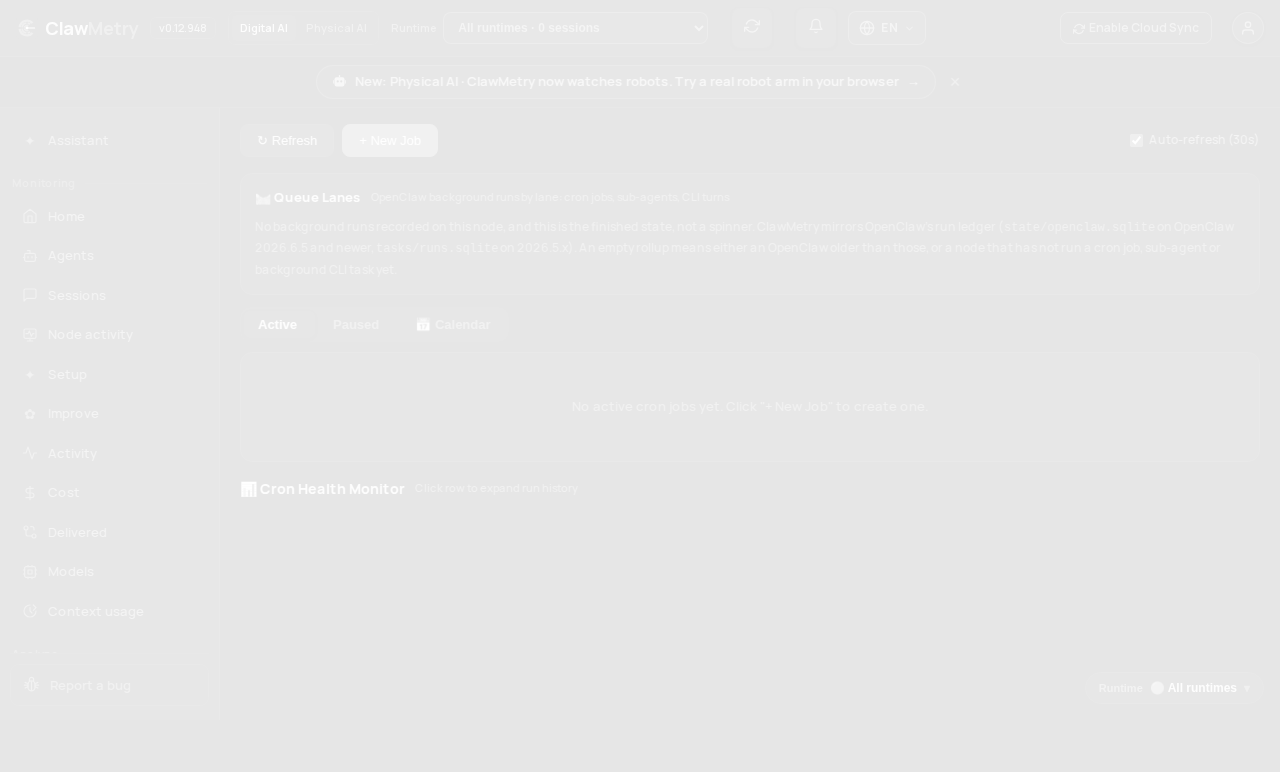 ClawMetry v0.12.948 Digital AI Physical AI Runtime All runtimes - 0 sessions EN Enable Cloud Sync
New: Physical AI · ClawMetry now watches robots. Try a real robot arm in your browser → ×
Assistant
Monitoring
Home
Agents
Sessions
Node activity
Setup
Improve
Activity
Cost
Delivered
Models
Context usage
Report a bug
↻ Refresh + New Job Auto-refresh (30s)
Queue Lanes OpenClaw background runs by lane: cron jobs, sub-agents, CLI turns
No background runs recorded on this node, and this is the finished state, not a spinner. ClawMetry mirrors OpenClaw's run ledger (state/openclaw.sqlite on OpenClaw
2026.6.5 and newer, tasks/runs.sqlite on 2026.5.x). An empty rollup means either an OpenClaw older than those, or a node that has not run a cron job, sub-agent or
background CLI task yet.
Active Paused Calendar
No active cron jobs yet. Click "+ New Job" to create one.
Cron Health Monitor Click row to expand run history
Runtime All runtimes ▾